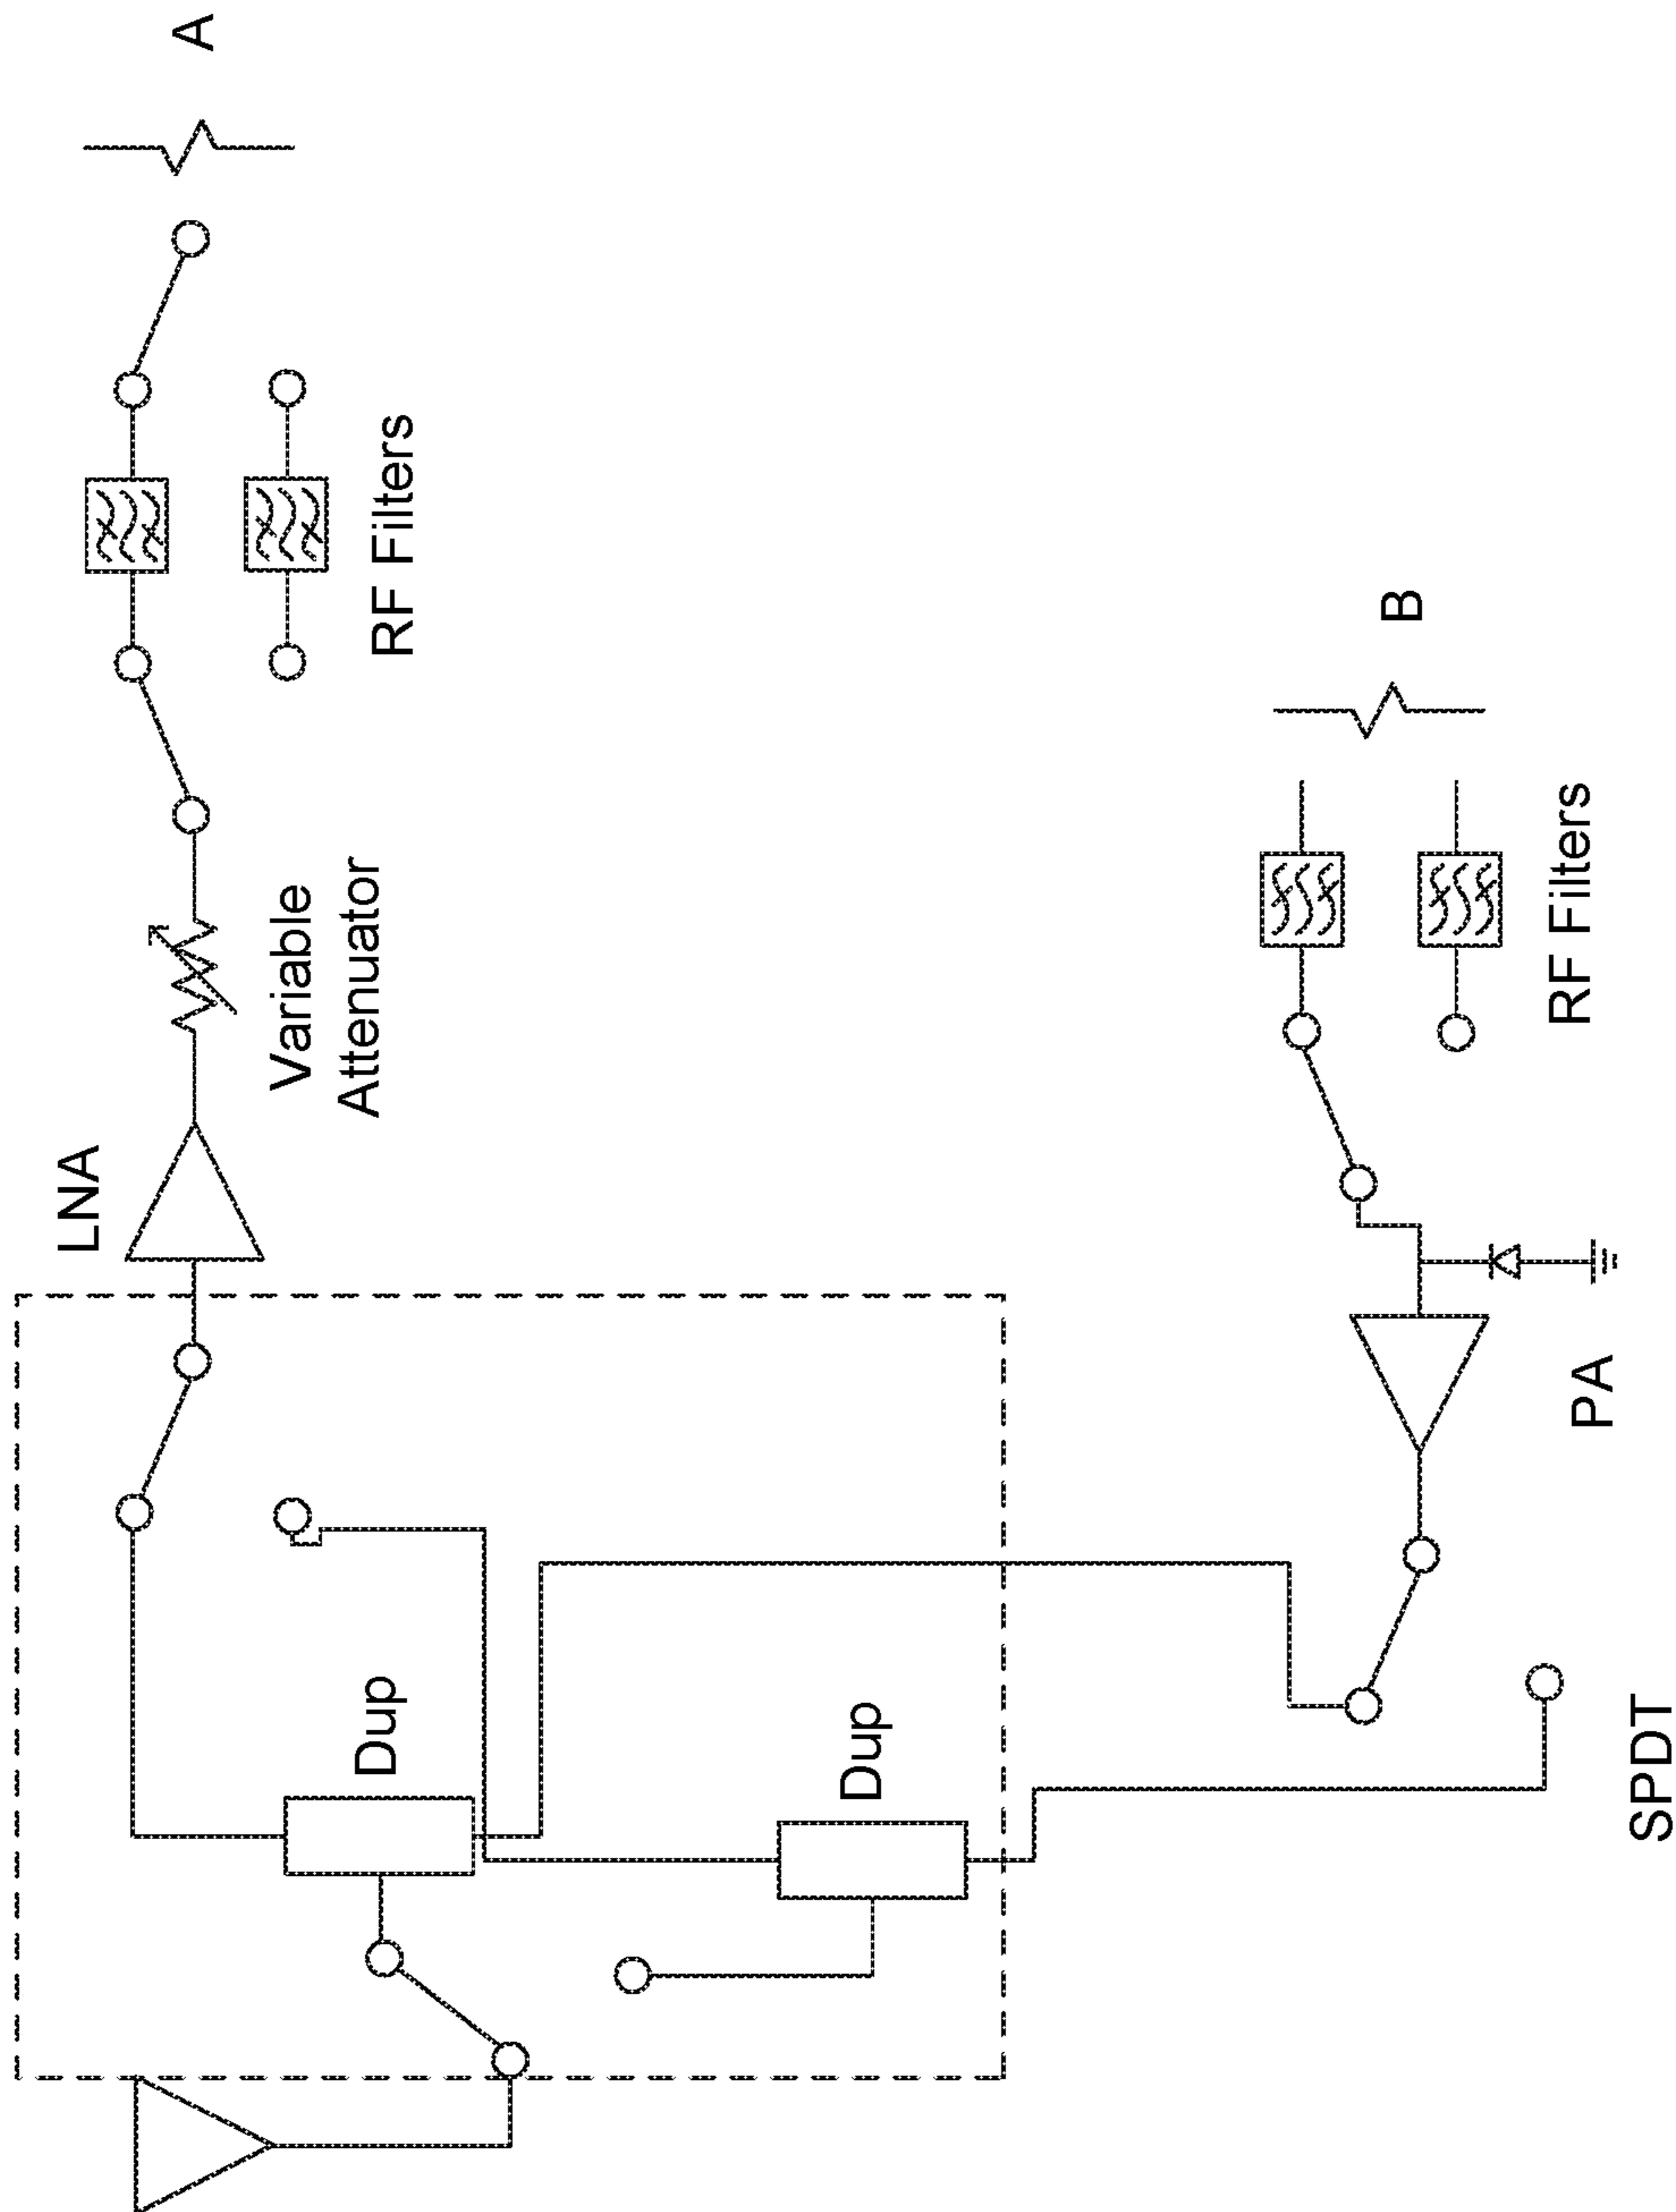 LNA
Variable
Attenuator
RF Filters
A
Dup
Dup
SPDT
PA
RF Filters
B